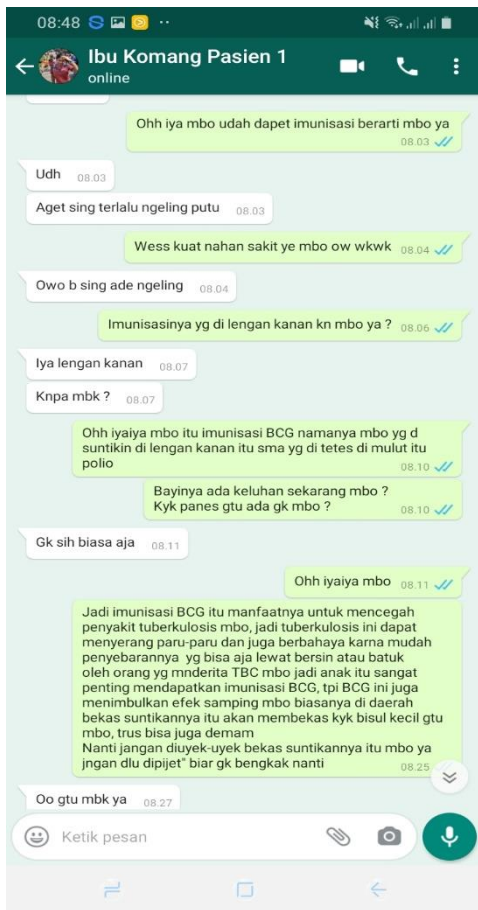 08:48
Ibu Komang Pasien 1
online
Ohh iya mbo udah dapet imunisasi berarti mbo ya
08.03
Udh 08.03
Aget sing terlalu ngeling putu 08.03
Wess kuat nahan sakit ye mbo ow wkwk 08.04
Owo b sing ade ngeling 08.04
Imunisasinya yg di lengan kanan kn mbo ya ? 08.06
Iya lengan kanan 08.07
Knpa mbk ? 08.07
Ohh iyaiya mbo itu imunisasi BCG namanya mbo yg d
suntikin di lengan kanan itu sma yg di tetes di mulut itu
polio
08.10
Bayinya ada keluhan sekarang mbo ?
Kyk panes gtu ada gk mbo ? 08.10
Gk sih biasa aja 08.11
Ohh iyaiya mbo 08.11
Jadi imunisasi BCG itu manfaatnya untuk mencegah
penyakit tuberkulosis mbo, jadi tuberkulosis ini dapat
menyerang paru-paru dan juga berbahaya karna mudah
penyebarannya yg bisa aja lewat bersin atau batuk
oleh orang yg mnderita TBC mbo jadi anak itu sangat
penting mendapatkan imunisasi BCG, tpi BCG ini juga
menimbulkan efek samping mbo biasanya di daerah
bekas suntikannya itu akan membekas kyk bisul kecil gtu
mbo, trus bisa juga demam
Nanti jangan diuyek-uyek bekas suntikannya itu mbo ya
jngan dlu dipijet" biar gk bengkak nanti 08.25
Oo gtu mbk ya 08.27
Ketik pesan